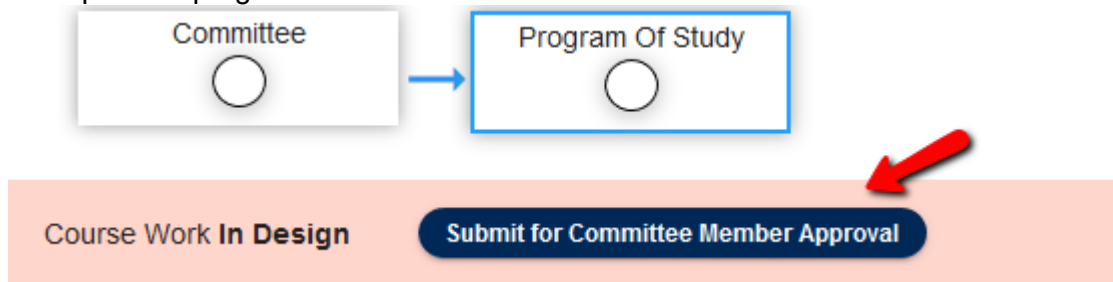 Committee
Program Of Study
Course Work In Design
Submit for Committee Member Approval